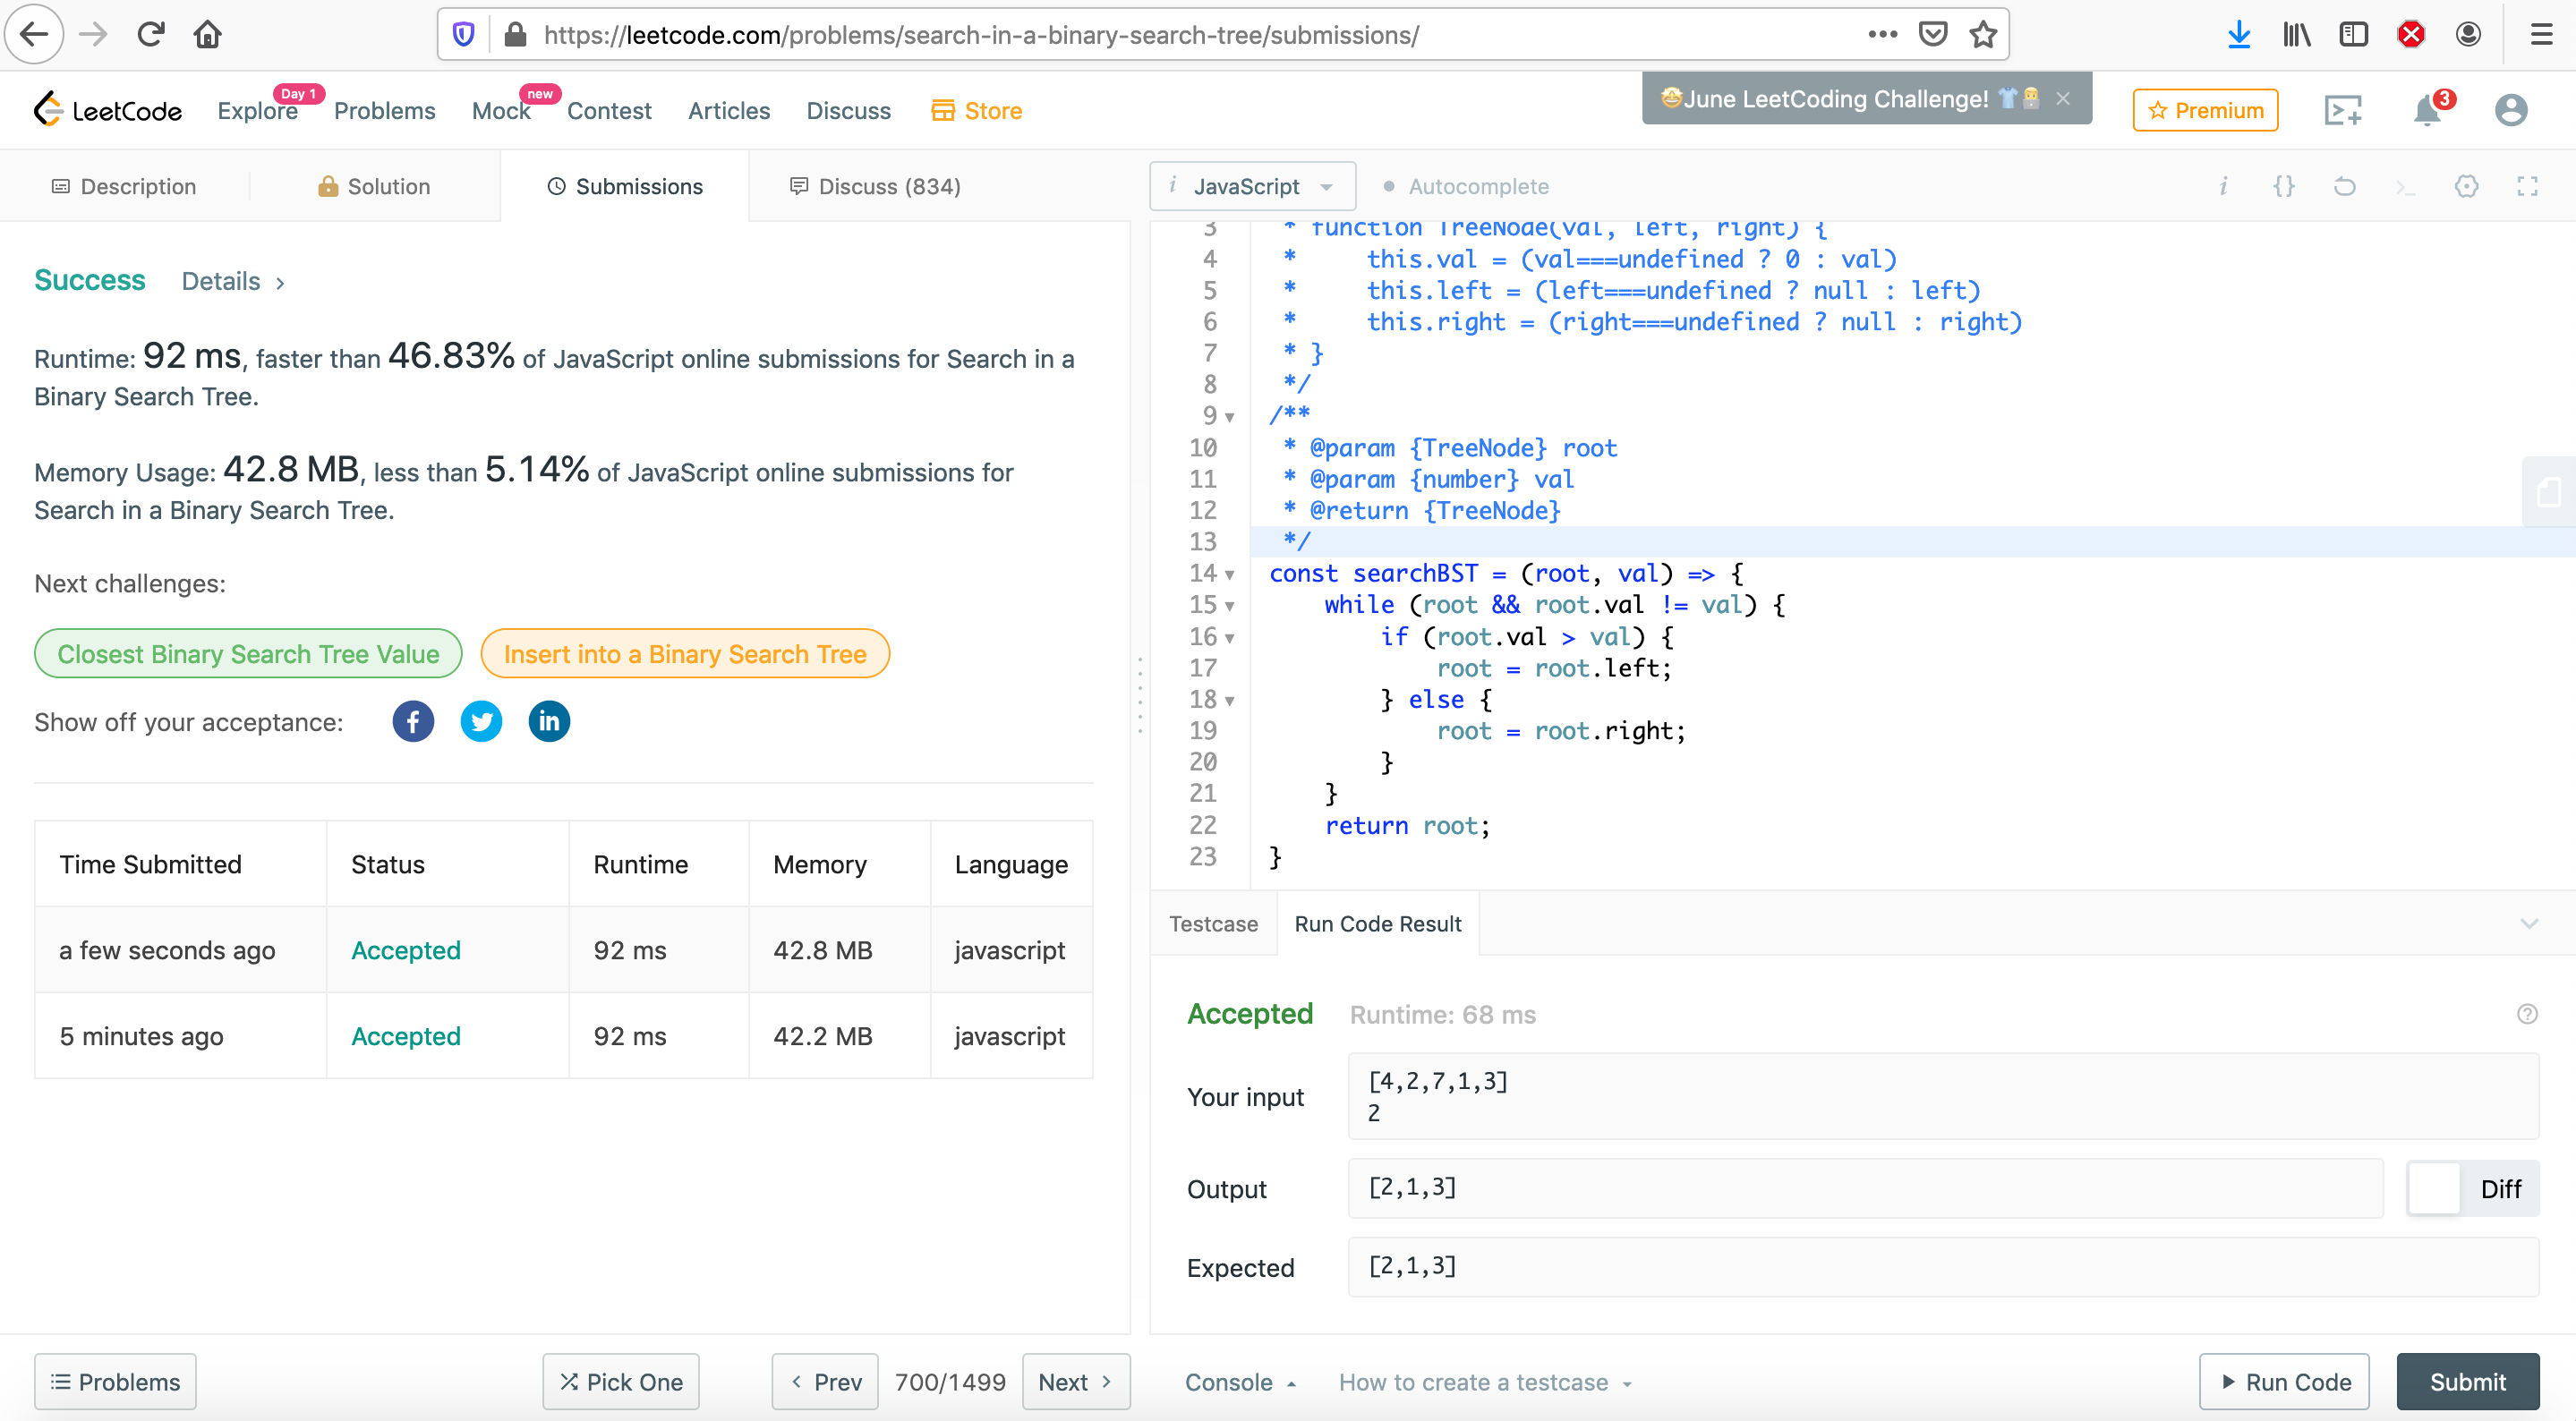 https://leetcode.com/problems/search-in-a-binary-search-tree/submissions/
LeetCode
Explore
Day 1
Problems
Mock
new
Contest
Articles
Discuss
Store
🤩June LeetCoding Challenge! 👕👨‍💻 ×
Premium
3
Description
Solution
Submissions
Discuss (834)
i JavaScript
Autocomplete
Success Details >
Runtime: 92 ms, faster than 46.83% of JavaScript online submissions for Search in a
Binary Search Tree.
Memory Usage: 42.8 MB, less than 5.14% of JavaScript online submissions for
Search in a Binary Search Tree.
Next challenges:
Closest Binary Search Tree Value
Insert into a Binary Search Tree
Show off your acceptance:
Time Submitted Status Runtime Memory Language
a few seconds ago Accepted 92 ms 42.8 MB javascript
5 minutes ago Accepted 92 ms 42.2 MB javascript
3 * function TreeNode(val, left, right) {
4 *     this.val = (val===undefined ? 0 : val)
5 *     this.left = (left===undefined ? null : left)
6 *     this.right = (right===undefined ? null : right)
7 * }
8 */
9 /**
10 * @param {TreeNode} root
11 * @param {number} val
12 * @return {TreeNode}
13 */
14 const searchBST = (root, val) => {
15     while (root && root.val != val) {
16         if (root.val > val) {
17             root = root.left;
18         } else {
19             root = root.right;
20         }
21     }
22     return root;
23 }
Testcase
Run Code Result
Accepted Runtime: 68 ms
Your input
[4,2,7,1,3]
2
Output
[2,1,3]
Diff
Expected
[2,1,3]
Problems
Pick One
< Prev
700/1499
Next >
Console
How to create a testcase
Run Code
Submit